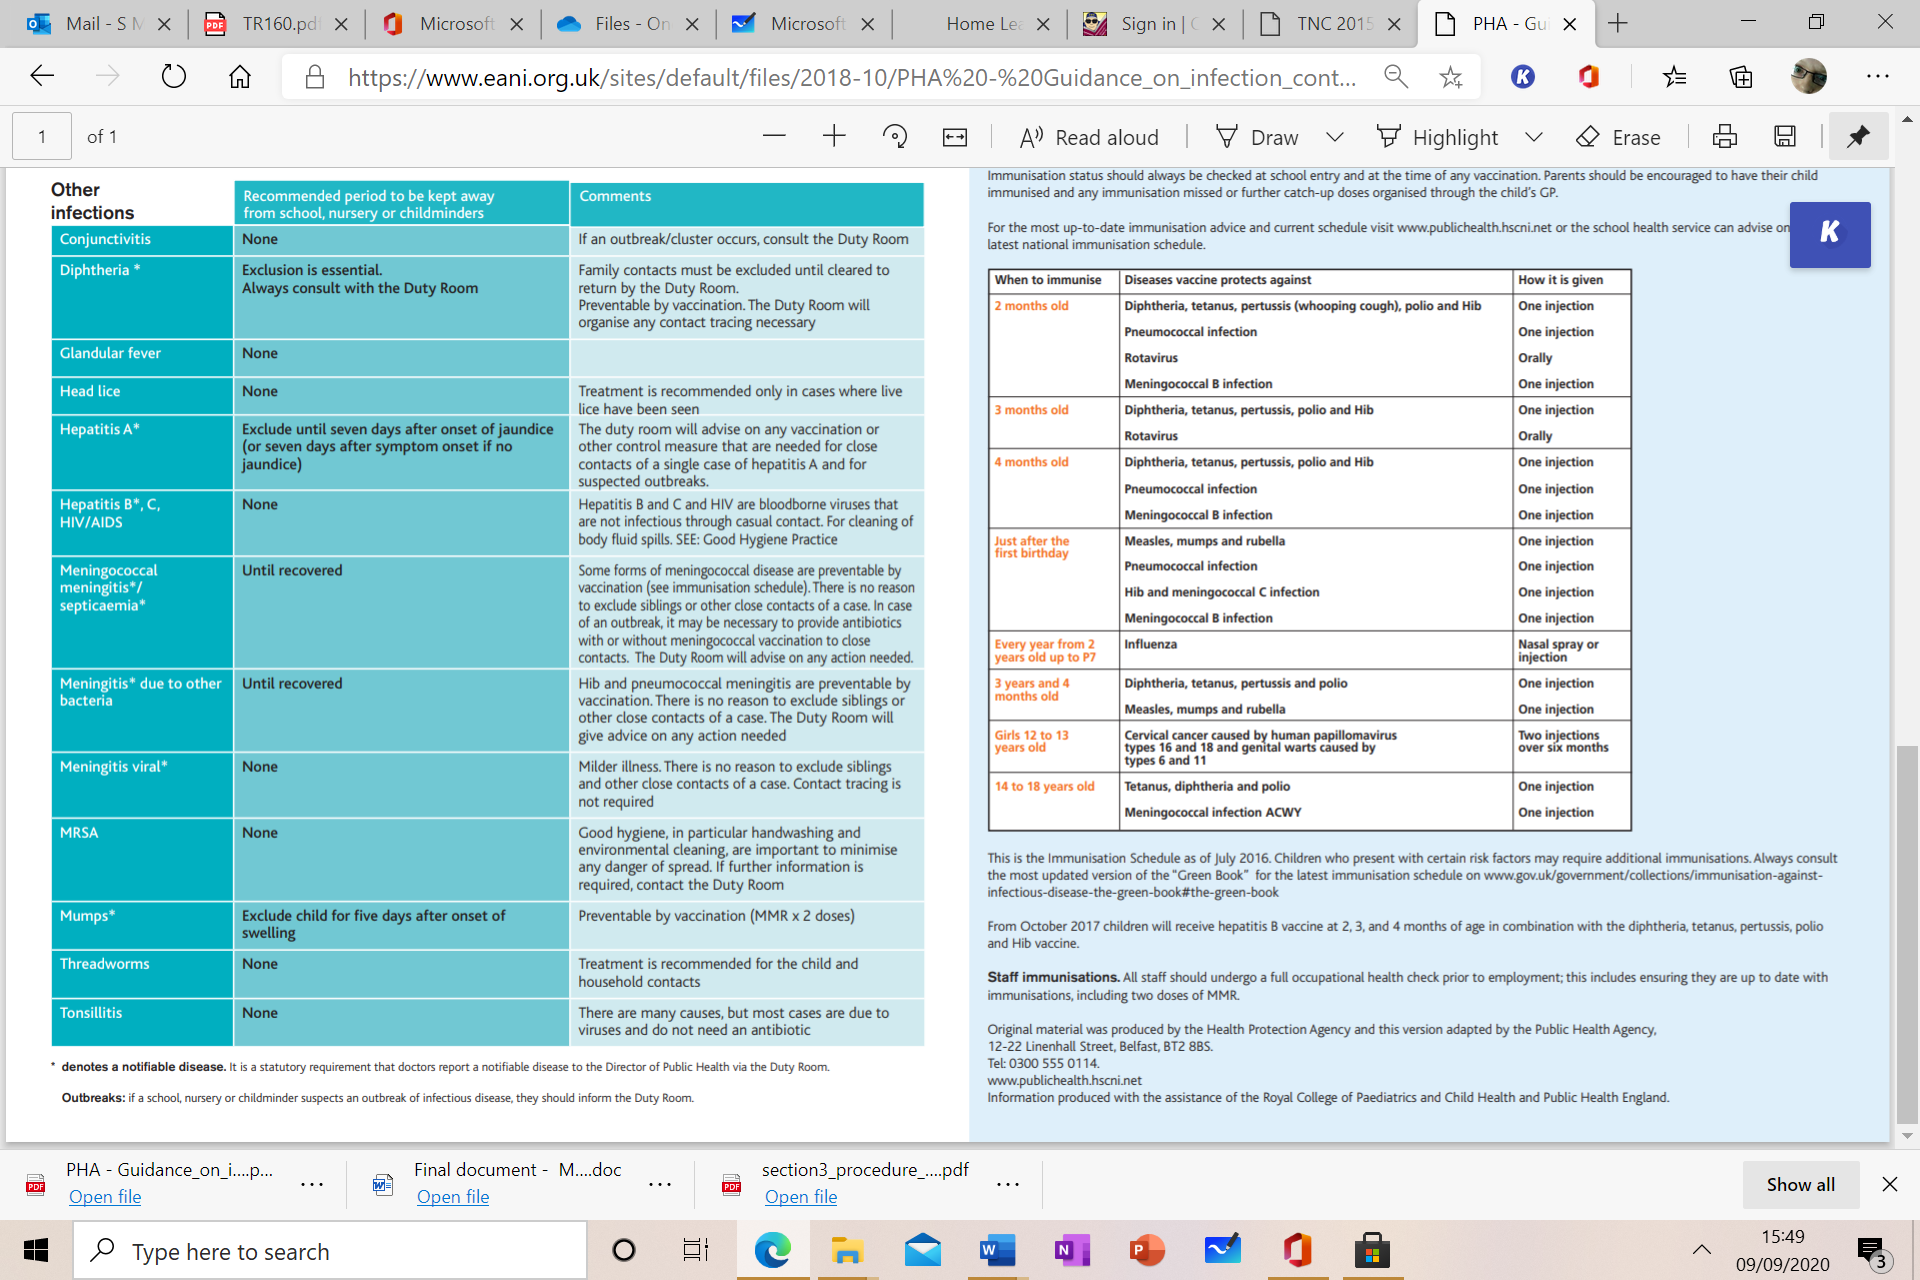 Mail - S M
TR160.pd
Microsoft
Files - On
Microsoft
Home Lea
Sign in |
TNC 2015
PHA - Gui
https://www.eani.org.uk/sites/default/files/2018-10/PHA%20-%20Guidance_on_infection_cont...
K
1
of 1
Read aloud
Draw
Highlight
Erase
Other
infections
Recommended period to be kept away
from school, nursery or childminders
Comments
Conjunctivitis
None
If an outbreak/cluster occurs, consult the Duty Room
Diphtheria *
Exclusion is essential.
Always consult with the Duty Room
Family contacts must be excluded until cleared to
return by the Duty Room.
Preventable by vaccination. The Duty Room will
organise any contact tracing necessary
Glandular fever
None
Head lice
None
Treatment is recommended only in cases where live
lice have been seen
Hepatitis A*
Exclude until seven days after onset of jaundice
(or seven days after symptom onset if no
jaundice)
The duty room will advise on any vaccination or
other control measure that are needed for close
contacts of a single case of hepatitis A and for
suspected outbreaks.
Hepatitis B*, C,
HIV/AIDS
None
Hepatitis B and C and HIV are bloodborne viruses that
are not infectious through casual contact. For cleaning of
body fluid spills. SEE: Good Hygiene Practice
Meningococcal
meningitis*/
septicaemia*
Until recovered
Some forms of meningococcal disease are preventable by
vaccination (see immunisation schedule). There is no reason
to exclude siblings or other close contacts of a case. In case
of an outbreak, it may be necessary to provide antibiotics
with or without meningococcal vaccination to close
contacts. The Duty Room will advise on any action needed.
Meningitis* due to other
bacteria
Until recovered
Hib and pneumococcal meningitis are preventable by
vaccination. There is no reason to exclude siblings or
other close contacts of a case. The Duty Room will
give advice on any action needed
Meningitis viral*
None
Milder illness. There is no reason to exclude siblings
and other close contacts of a case. Contact tracing is
not required
MRSA
None
Good hygiene, in particular handwashing and
environmental cleaning, are important to minimise
any danger of spread. If further information is
required, contact the Duty Room
Mumps*
Exclude child for five days after onset of
swelling
Preventable by vaccination (MMR x 2 doses)
Threadworms
None
Treatment is recommended for the child and
household contacts
Tonsillitis
None
There are many causes, but most cases are due to
viruses and do not need an antibiotic
* denotes a notifiable disease. It is a statutory requirement that doctors report a notifiable disease to the Director of Public Health via the Duty Room.
Outbreaks: if a school, nursery or childminder suspects an outbreak of infectious disease, they should inform the Duty Room.
Immunisation status should always be checked at school entry and at the time of any vaccination. Parents should be encouraged to have their child
immunised and any immunisation missed or further catch-up doses organised through the child's GP.
For the most up-to-date immunisation advice and current schedule visit www.publichealth.hscni.net or the school health service can advise on
latest national immunisation schedule.
K
When to immunise
Diseases vaccine protects against
How it is given
2 months old
Diphtheria, tetanus, pertussis (whooping cough), polio and Hib
One injection
Pneumococcal infection
One injection
Rotavirus
Orally
Meningococcal B infection
One injection
3 months old
Diphtheria, tetanus, pertussis, polio and Hib
One injection
Rotavirus
Orally
4 months old
Diphtheria, tetanus, pertussis, polio and Hib
One injection
Pneumococcal infection
One injection
Meningococcal B infection
One injection
Just after the
first birthday
Measles, mumps and rubella
One injection
Pneumococcal infection
One injection
Hib and meningococcal C infection
One injection
Meningococcal B infection
One injection
Every year from 2
years old up to P7
Influenza
Nasal spray or
injection
3 years and 4
months old
Diphtheria, tetanus, pertussis and polio
One injection
Measles, mumps and rubella
One injection
Girls 12 to 13
years old
Cervical cancer caused by human papillomavirus
types 16 and 18 and genital warts caused by
types 6 and 11
Two injections
over six months
14 to 18 years old
Tetanus, diphtheria and polio
One injection
Meningococcal infection ACWY
One injection
This is the Immunisation Schedule as of July 2016. Children who present with certain risk factors may require additional immunisations. Always consult
the most updated version of the "Green Book" for the latest immunisation schedule on www.gov.uk/government/collections/immunisation-against-
infectious-disease-the-green-book#the-green-book
From October 2017 children will receive hepatitis B vaccine at 2, 3, and 4 months of age in combination with the diphtheria, tetanus, pertussis, polio
and Hib vaccine.
Staff immunisations. All staff should undergo a full occupational health check prior to employment; this includes ensuring they are up to date with
immunisations, including two doses of MMR.
Original material was produced by the Health Protection Agency and this version adapted by the Public Health Agency,
12-22 Linenhall Street, Belfast, BT2 8BS.
Tel: 0300 555 0114.
www.publichealth.hscni.net
Information produced with the assistance of the Royal College of Paediatrics and Child Health and Public Health England.
PHA - Guidance_on_i....p...
Open file
Final document - M....doc
Open file
section3_procedure_....pdf
Open file
Show all
Type here to search
15:49
09/09/2020
3